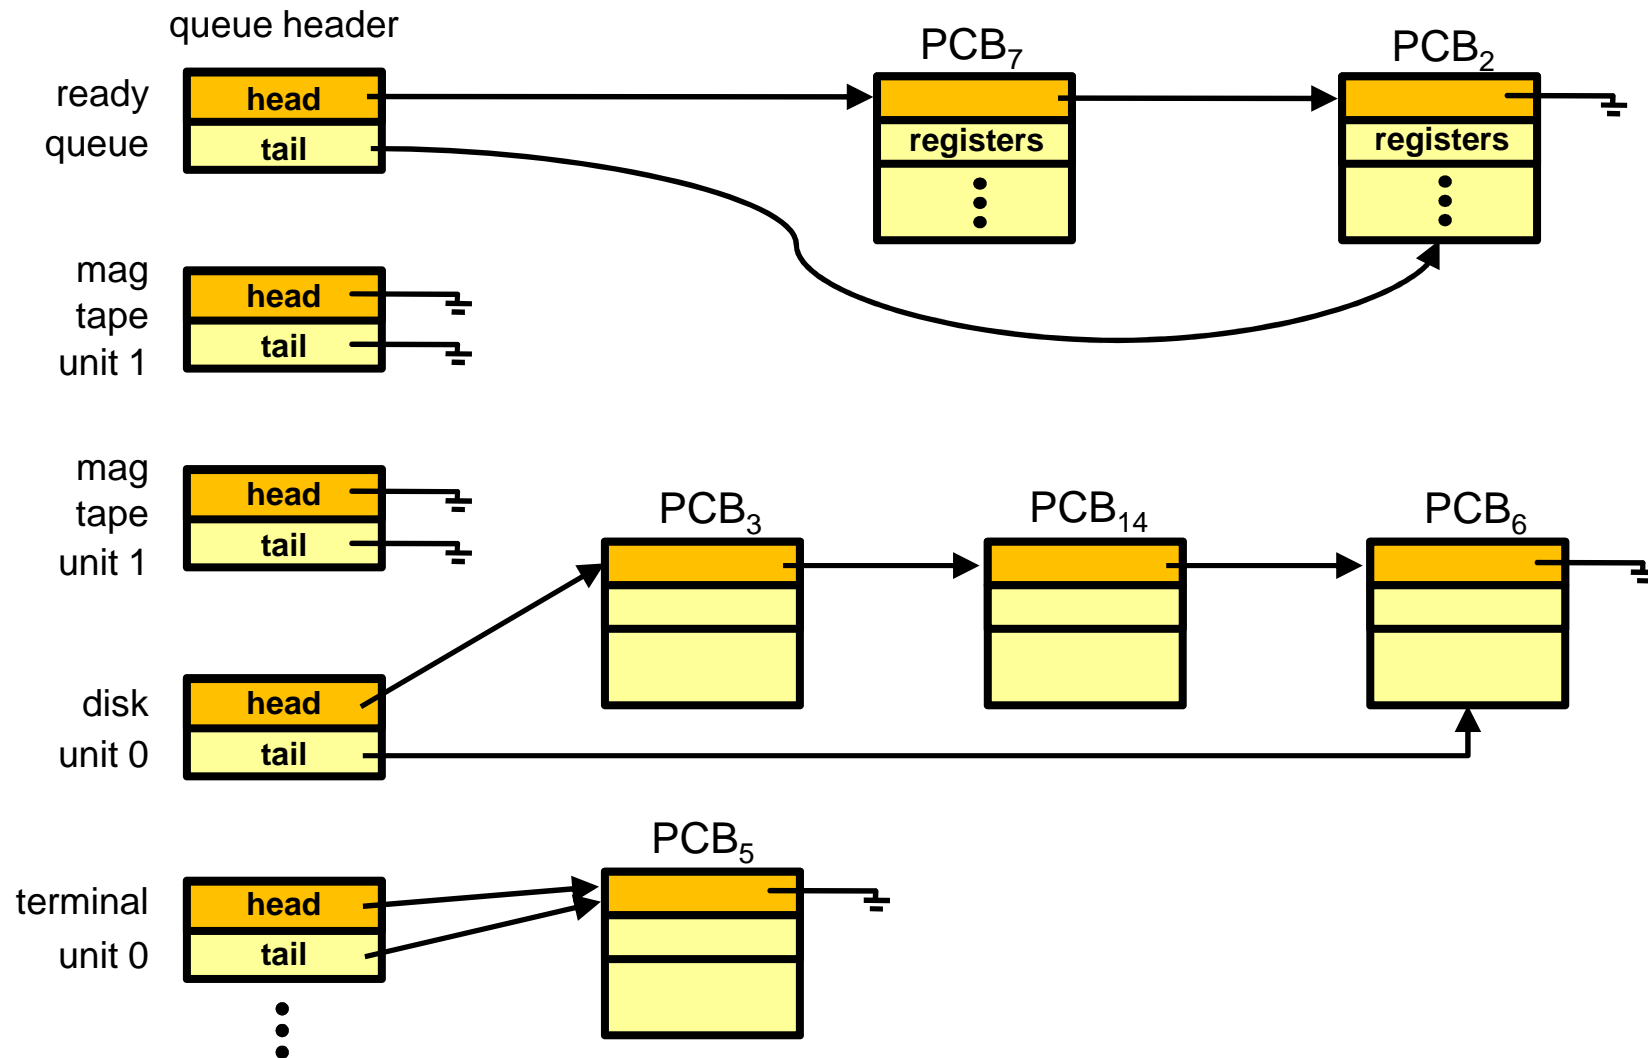 queue header
ready
queue
head
tail
PCB₇
registers
PCB₂
registers
mag
tape
unit 1
head
tail
mag
tape
unit 1
head
tail
PCB₃
PCB₁₄
PCB₆
disk
unit 0
head
tail
PCB₅
terminal
unit 0
head
tail